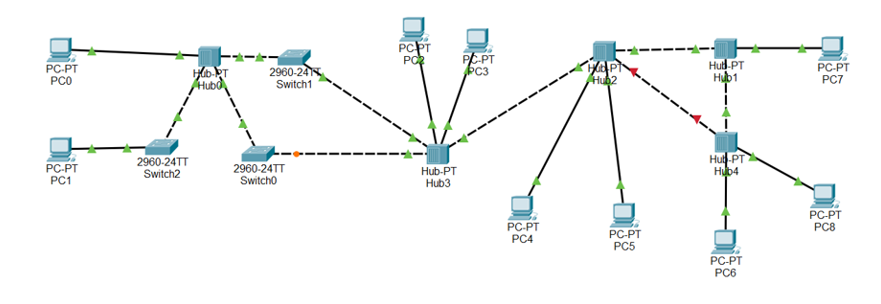 PC-PT
PC0
Hub-PT
Hub0
2960-24TT
Switch1
PC-PT
PC2
PC-PT
PC3
Hub-PT
Hub2
Hub-PT
Hub1
PC-PT
PC7
PC-PT
PC1
2960-24TT
Switch2
2960-24TT
Switch0
Hub-PT
Hub3
Hub-PT
Hub4
PC-PT
PC4
PC-PT
PC5
PC-PT
PC6
PC-PT
PC8